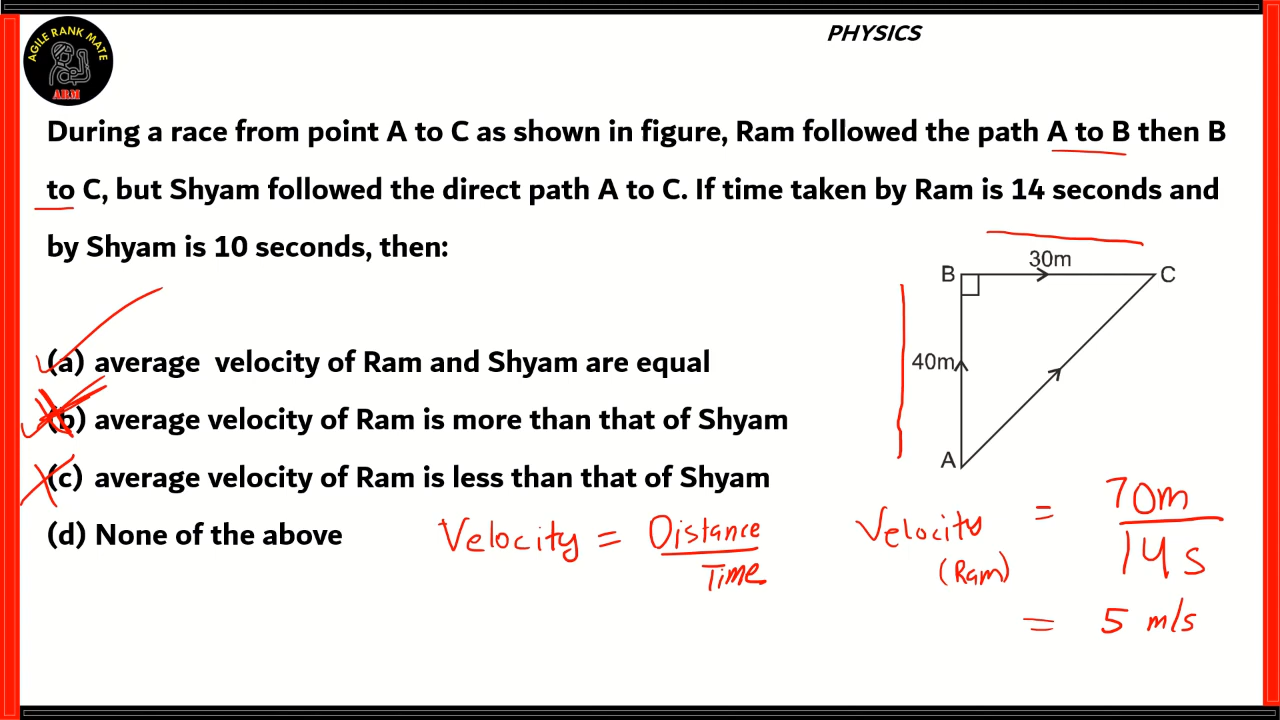 AGILE RANK MATE
ARM
PHYSICS
During a race from point A to C as shown in figure, Ram followed the path A to B then B
to C, but Shyam followed the direct path A to C. If time taken by Ram is 14 seconds and
by Shyam is 10 seconds, then:
30m
B
C
40m
A
(a) average velocity of Ram and Shyam are equal
(b) average velocity of Ram is more than that of Shyam
(c) average velocity of Ram is less than that of Shyam
(d) None of the above
Velocity = Distance
Time
Velocity = 70m
(Ram) 14 s
= 5 m/s